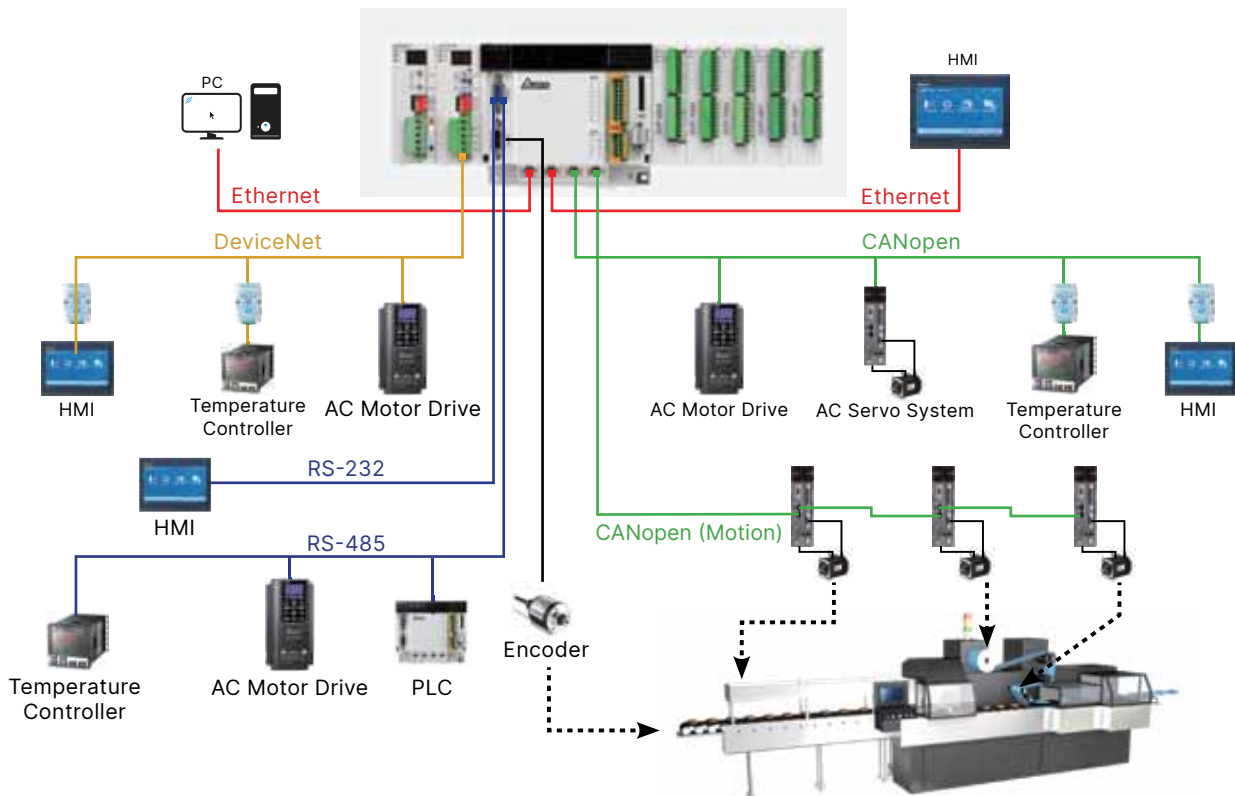 PC
HMI
Ethernet
Ethernet
DeviceNet
CANopen
HMI
Temperature
Controller
AC Motor Drive
AC Motor Drive
AC Servo System
Temperature
Controller
HMI
RS-232
HMI
CANopen (Motion)
RS-485
Temperature
Controller
AC Motor Drive
PLC
Encoder